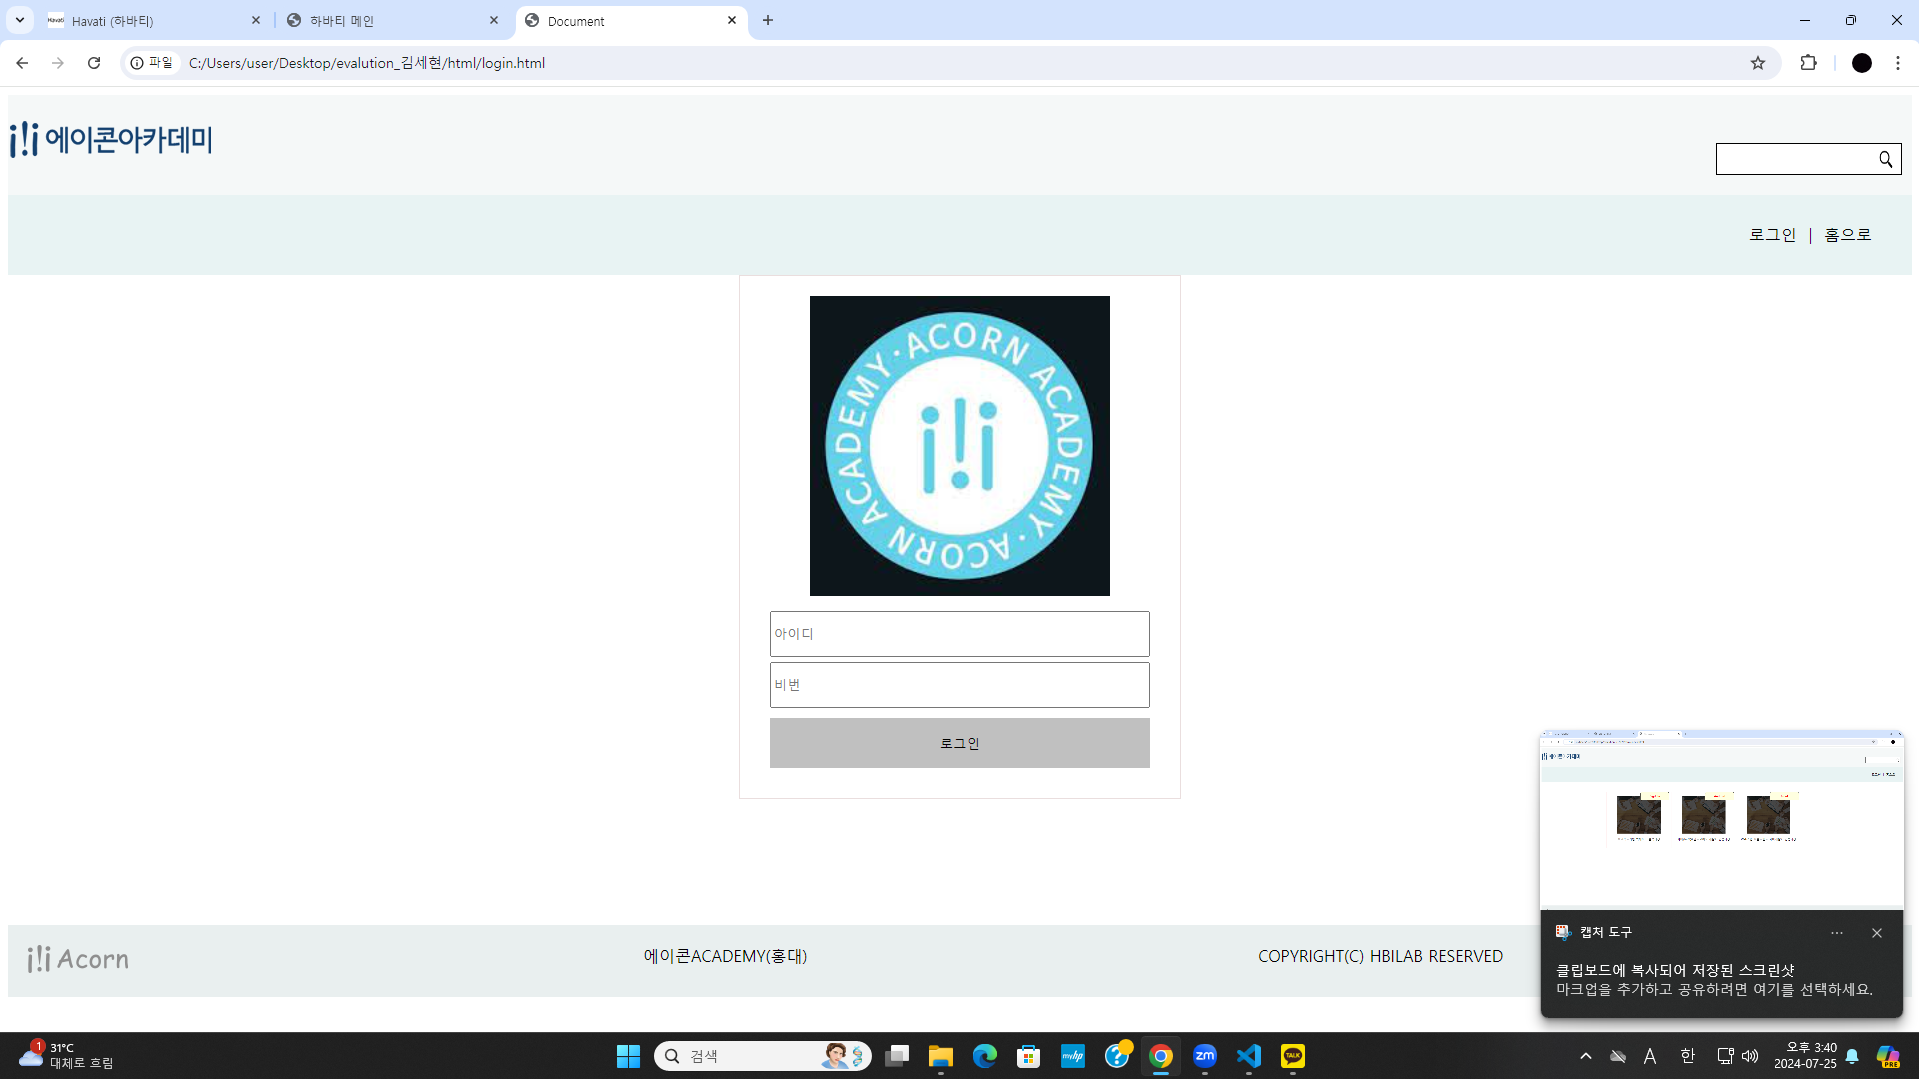 Havati (하바티)
하바티 메인
Document
파일
C:/Users/user/Desktop/evalution_김세현/html/login.html
에이콘아카데미
로그인 | 홈으로
ACORN ACADEMY · ACORN ACADEMY ·
아이디
비번
로그인
Acorn
에이콘ACADEMY(홍대)
COPYRIGHT(C) HBILAB RESERVED
캡처 도구
클립보드에 복사되어 저장된 스크린샷
마크업을 추가하고 공유하려면 여기를 선택하세요.
1
31°C
대체로 흐림
검색
myhp
zm
TALK
A
한
오후 3:40
2024-07-25
PRE